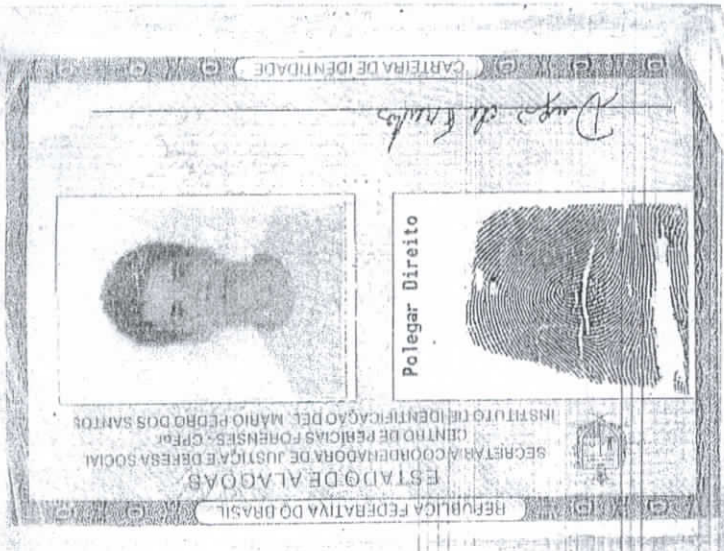 REPÚBLICA FEDERATIVA DO BRASIL
ESTADO DE ALAGOAS
SECRETARIA COORDENADORA DE JUSTIÇA E DEFESA SOCIAL
CENTRO DE PERÍCIAS FORENSES - CPFor
INSTITUTO DE IDENTIFICAÇÃO DEL. MÁRIO PEDRO DOS SANTOS
Polegar Direito
CARTEIRA DE IDENTIDADE